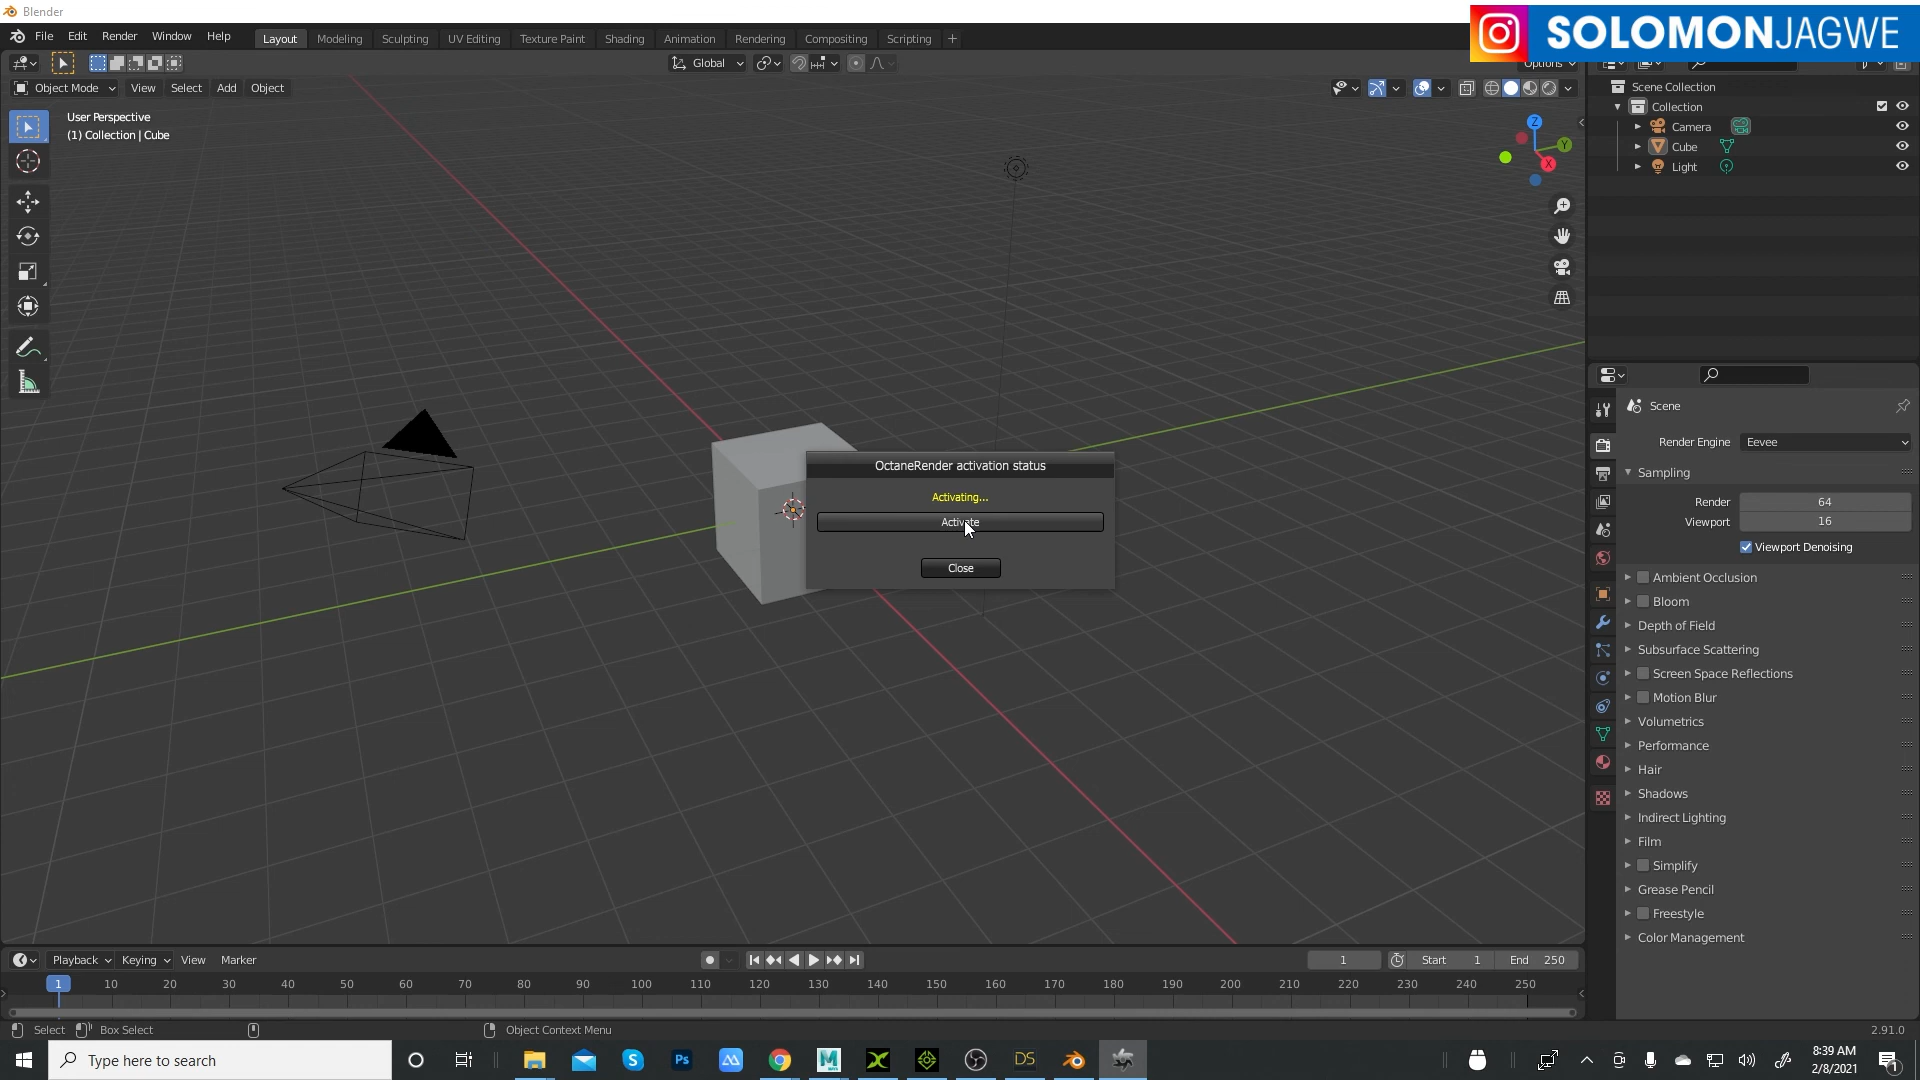 Blender
SOLOMONJAGWE
File Edit Render Window Help Layout Modeling Sculpting UV Editing Texture Paint Shading Animation Rendering Compositing Scripting +
Global
Options
Object Mode View Select Add Object
User Perspective
(1) Collection | Cube
Z
Y
X
Scene Collection
Collection
Camera
Cube
Light
Scene
Render Engine Eevee
Sampling
Render 64
Viewport 16
Viewport Denoising
Ambient Occlusion
Bloom
Depth of Field
Subsurface Scattering
Screen Space Reflections
Motion Blur
Volumetrics
Performance
Hair
Shadows
Indirect Lighting
Film
Simplify
Grease Pencil
Freestyle
Color Management
OctaneRender activation status
Activating...
Activate
Close
Playback Keying View Marker 1 Start 1 End 250
1 10 20 30 40 50 60 70 80 90 100 110 120 130 140 150 160 170 180 190 200 210 220 230 240 250
Select Box Select Object Context Menu 2.91.0
Type here to search
Ps
DS
8:39 AM
2/8/2021
1